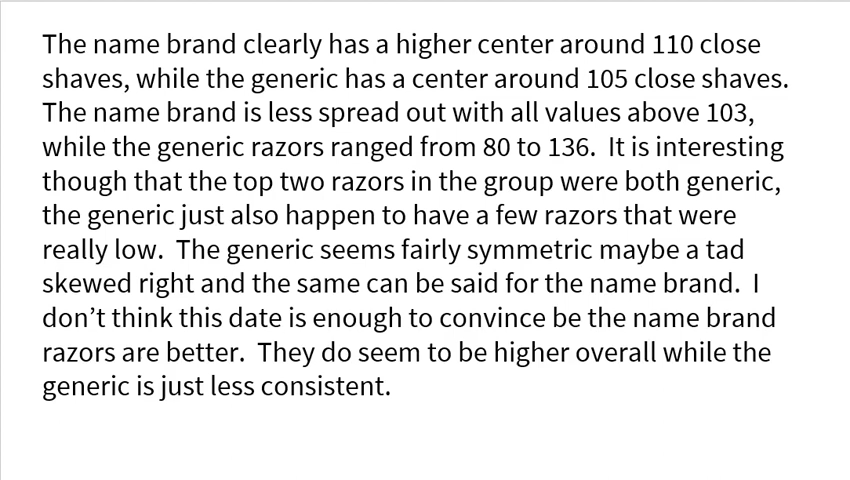 The name brand clearly has a higher center around 110 close
shaves, while the generic has a center around 105 close shaves.
The name brand is less spread out with all values above 103,
while the generic razors ranged from 80 to 136.  It is interesting
though that the top two razors in the group were both generic,
the generic just also happen to have a few razors that were
really low.  The generic seems fairly symmetric maybe a tad
skewed right and the same can be said for the name brand.  I
don’t think this date is enough to convince be the name brand
razors are better.  They do seem to be higher overall while the
generic is just less consistent.